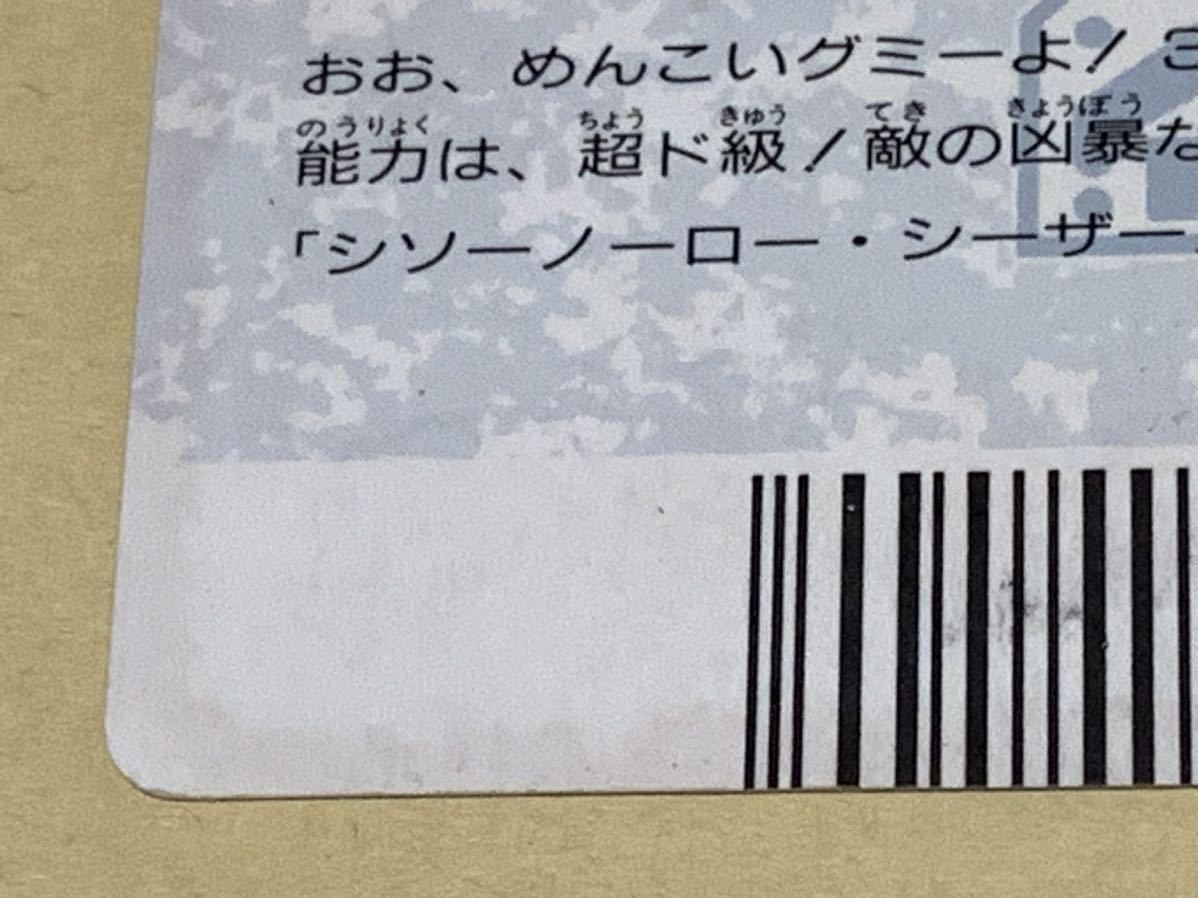 おお、めんこいグミーよ！3
のうりょく ちょう きゅう てき きょうぼう
能力は、超ド級！敵の凶暴な
「シソーノーロー・シーザー